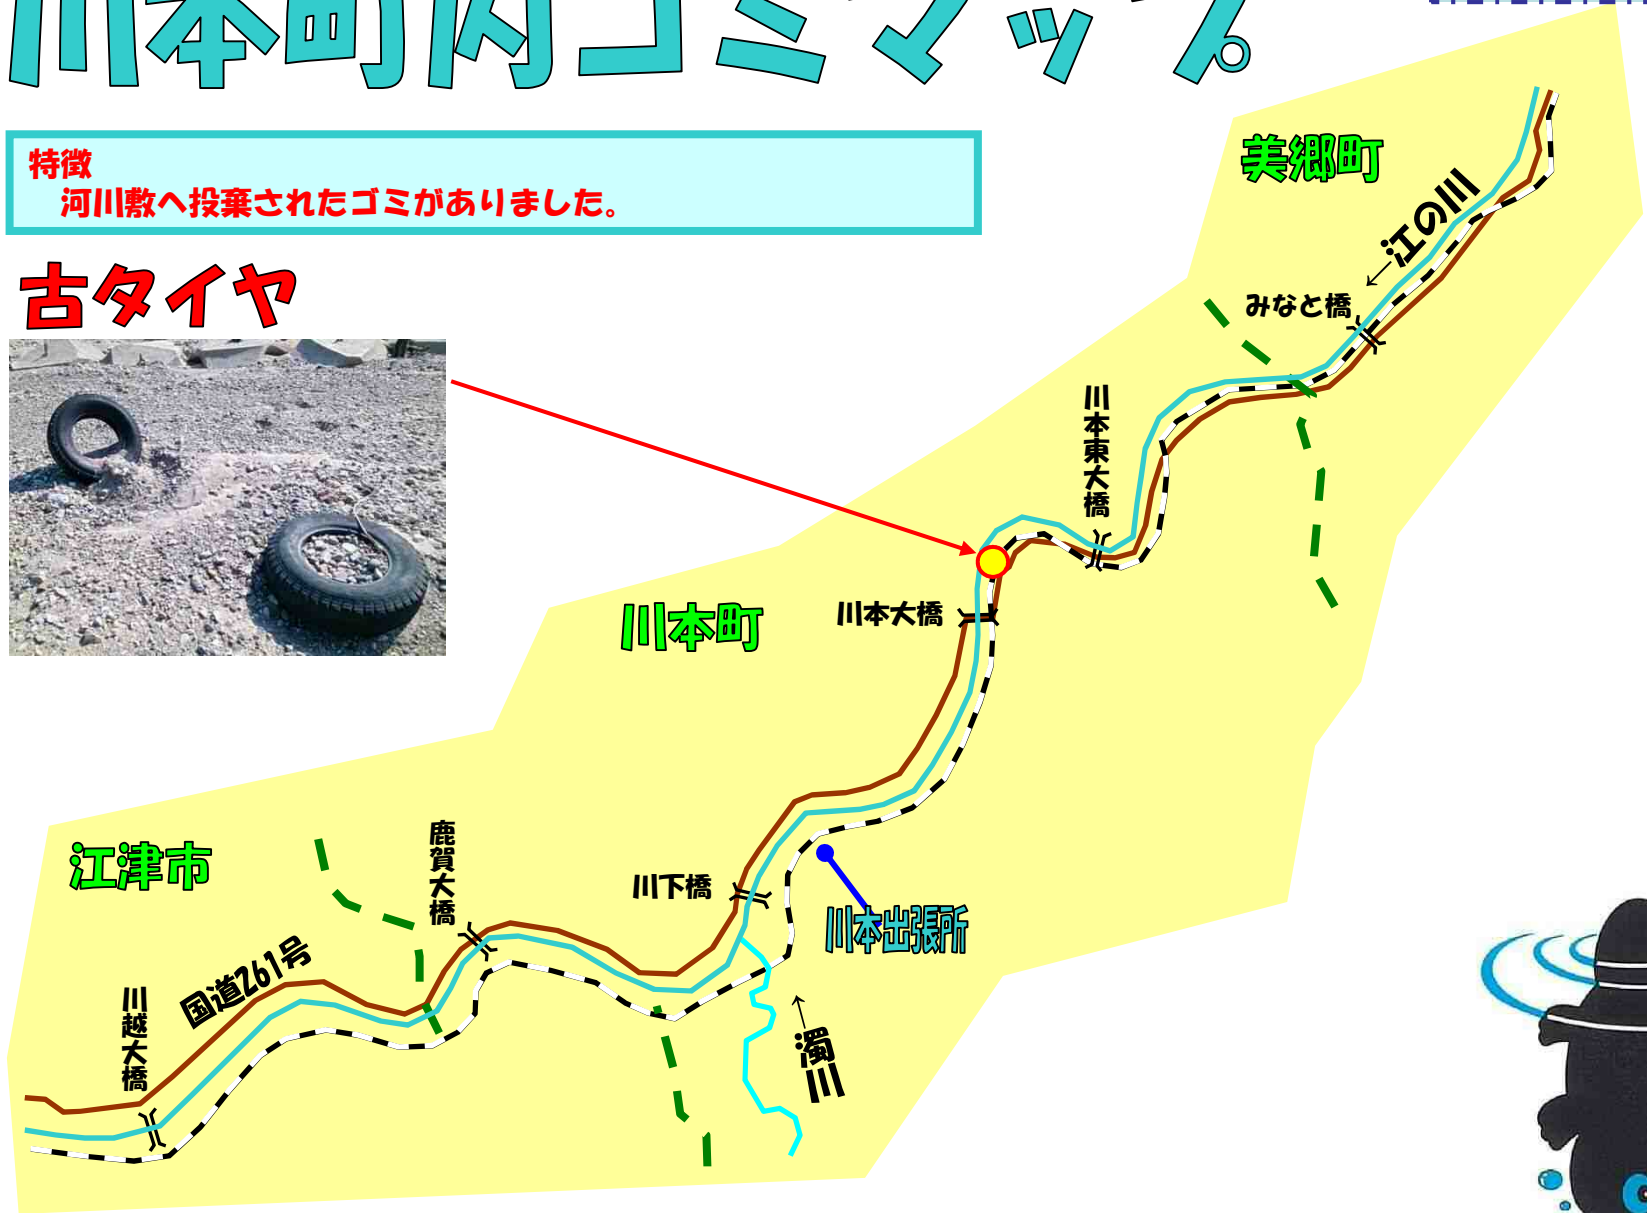 川本町内ゴミマップ
特徴
河川敷へ投棄されたゴミがありました。
古タイヤ
美郷町
←江の川
みなと橋
川本東大橋
川本大橋
川本町
江津市
鹿賀大橋
川下橋
川本出張所
国道261号
川越大橋
←濁川